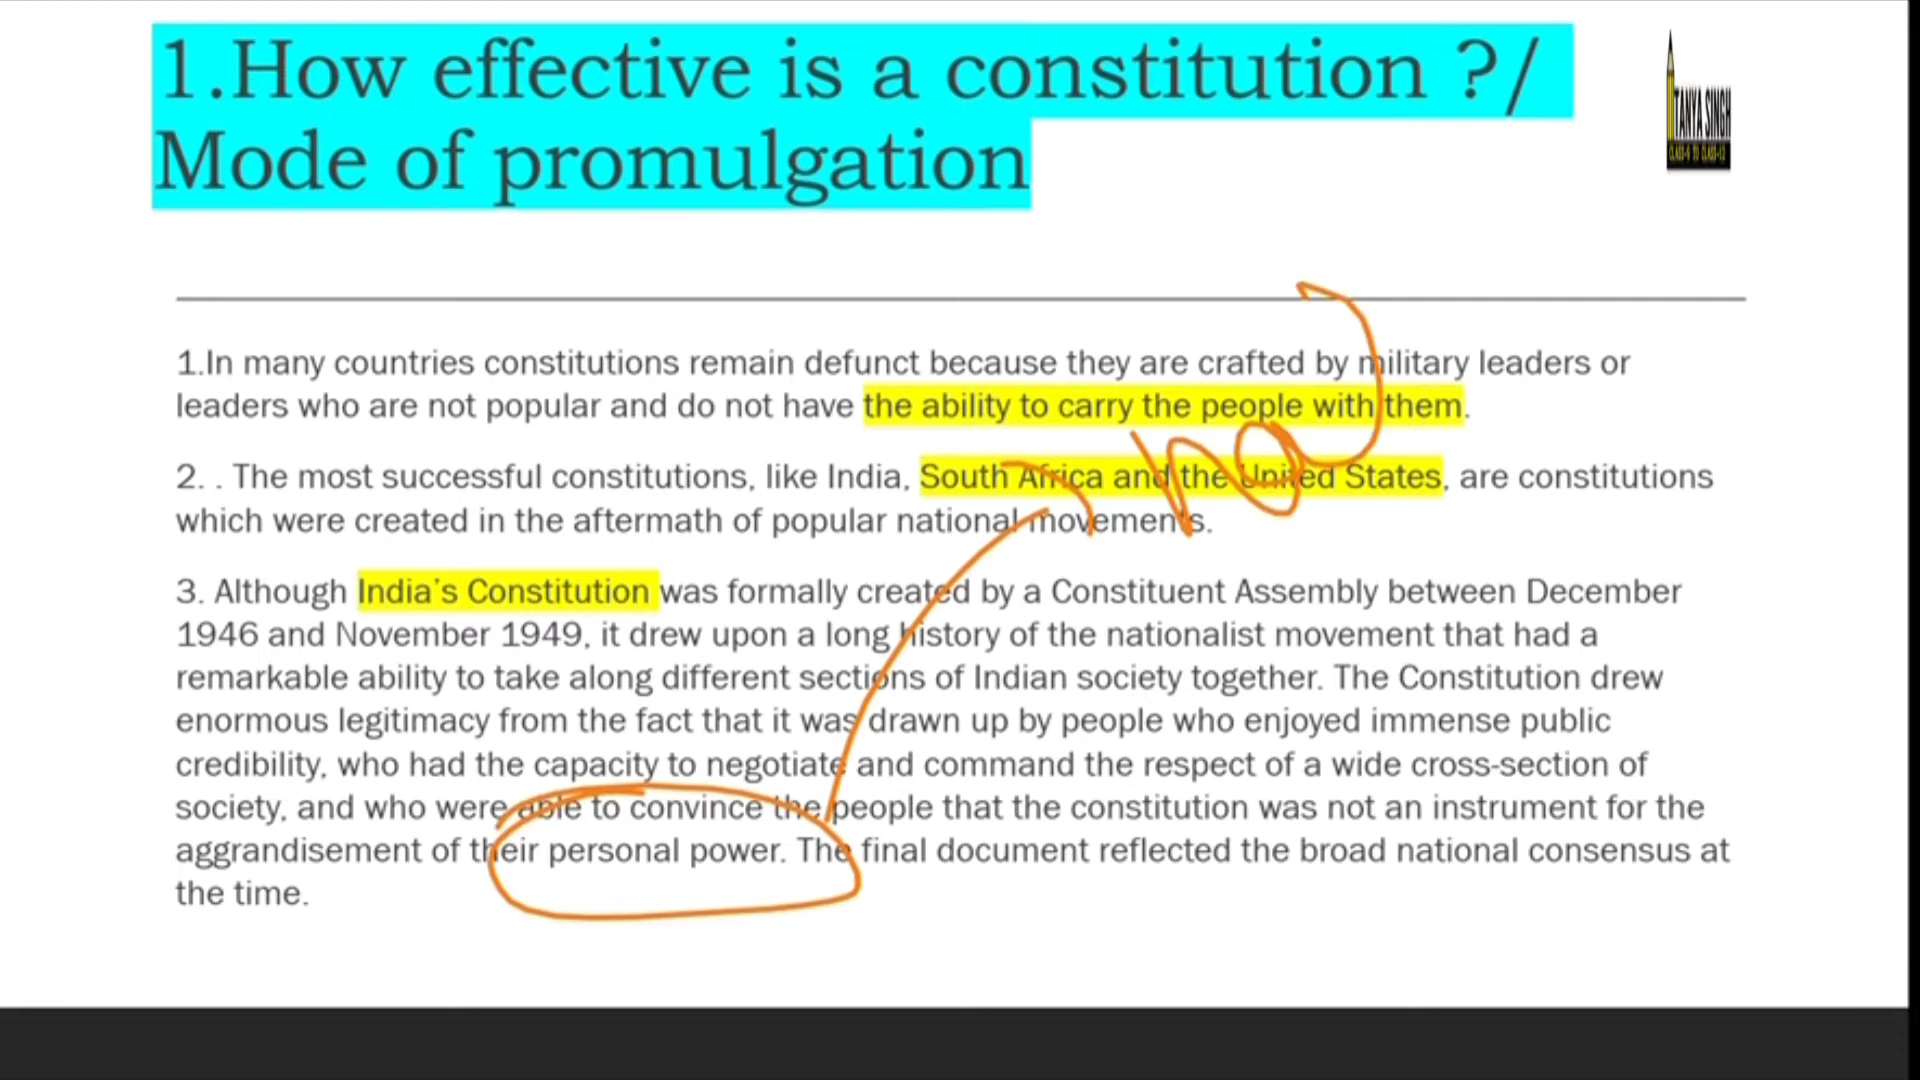 1.How effective is a constitution ?/
Mode of promulgation
TANYA SINGH
CLASS-6 TO CLASS-12
1.In many countries constitutions remain defunct because they are crafted by military leaders or
leaders who are not popular and do not have the ability to carry the people with them.
2. . The most successful constitutions, like India, South Africa and the United States, are constitutions
which were created in the aftermath of popular national movements.
3. Although India’s Constitution was formally created by a Constituent Assembly between December
1946 and November 1949, it drew upon a long history of the nationalist movement that had a
remarkable ability to take along different sections of Indian society together. The Constitution drew
enormous legitimacy from the fact that it was drawn up by people who enjoyed immense public
credibility, who had the capacity to negotiate and command the respect of a wide cross-section of
society, and who were able to convince the people that the constitution was not an instrument for the
aggrandisement of their personal power. The final document reflected the broad national consensus at
the time.